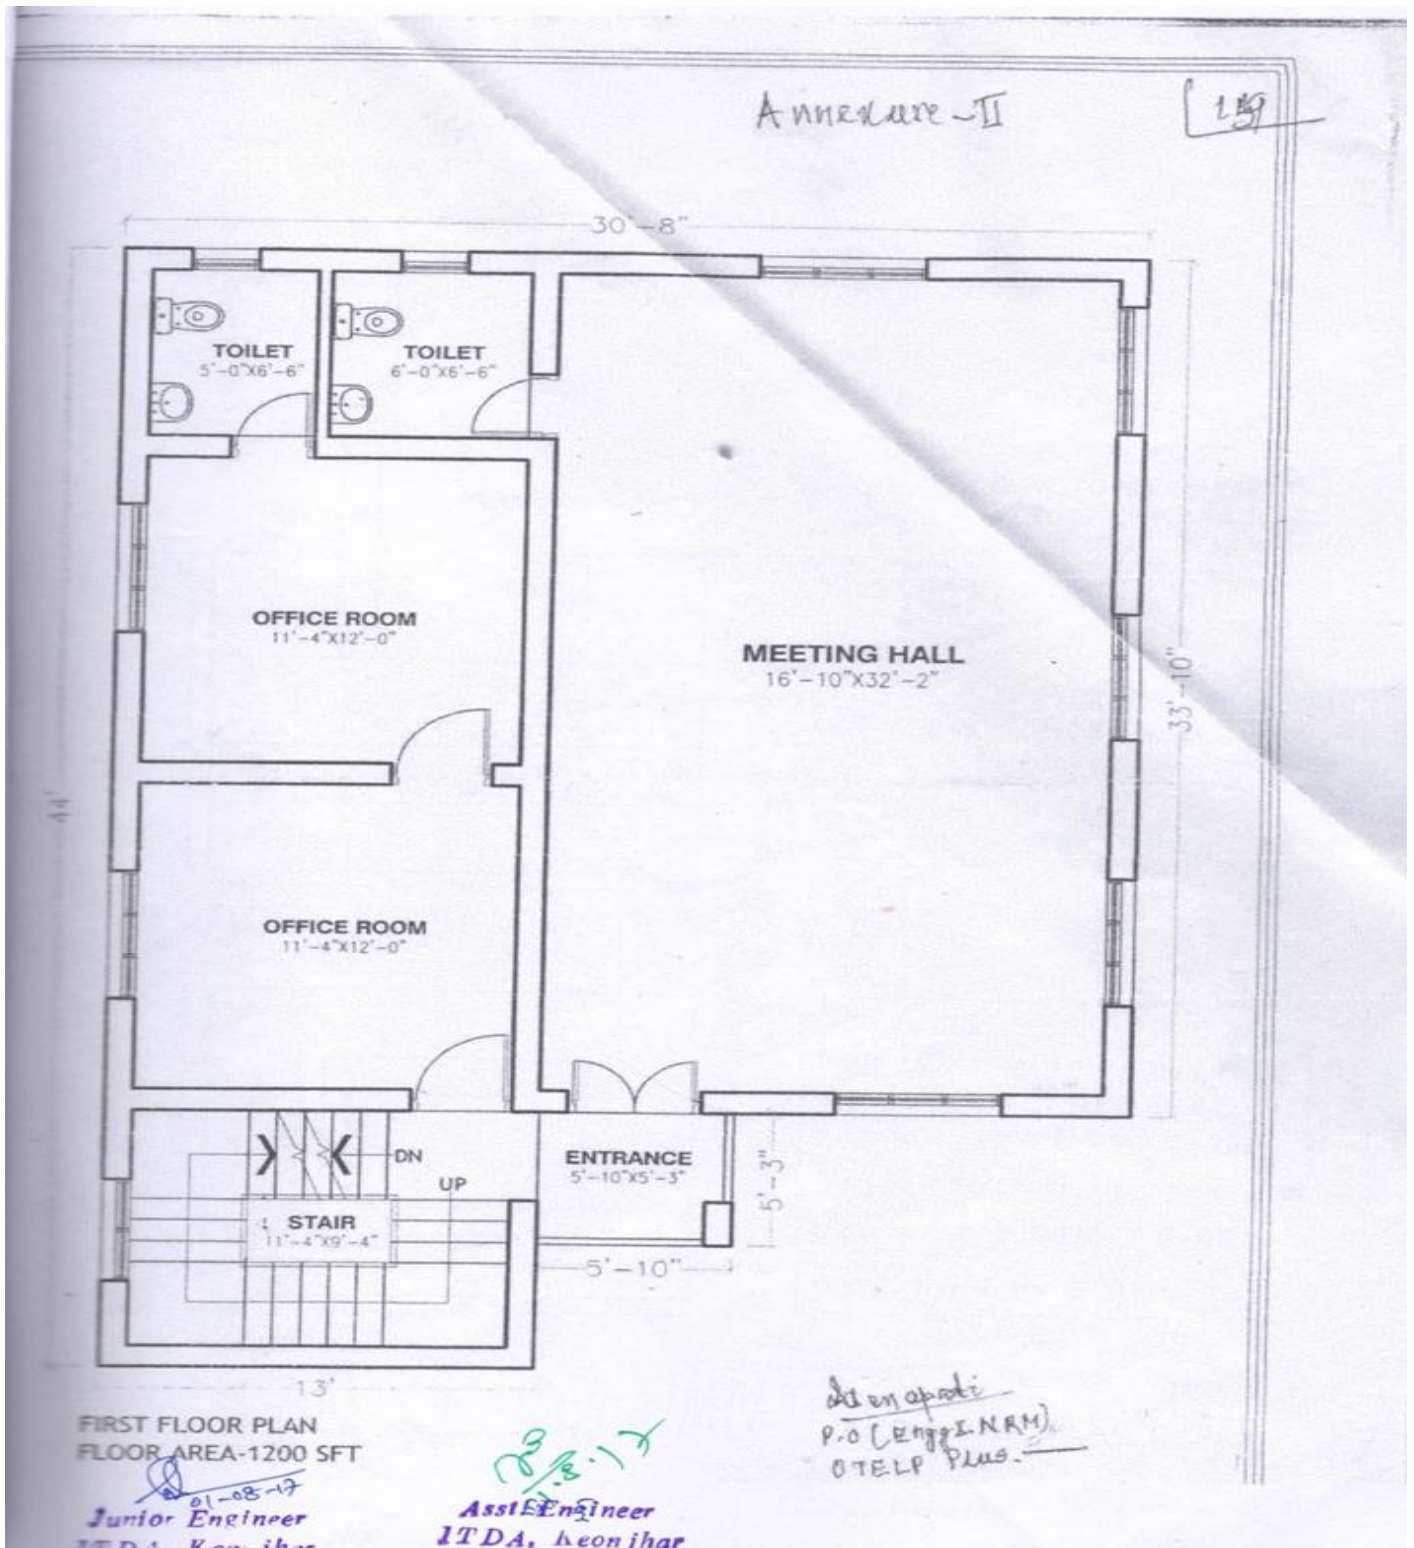 Annexure-II
159
30'-8"
TOILET
5'-0"X6'-6"
TOILET
6'-0"X6'-6"
OFFICE ROOM
11'-4"X12'-0"
MEETING HALL
16'-10"X32'-2"
33'-10"
44'
OFFICE ROOM
11'-4"X12'-0"
DN
UP
ENTRANCE
5'-10"X5'-3"
5'-3"
STAIR
11'-4"X9'-4"
5'-10"
13'
FIRST FLOOR PLAN
FLOOR AREA-1200 SFT
P.O (Engg & NRM)
OTELP Plus.
01-08-17
Junior Engineer
ITDA, Keonjhar
Asst Engineer
ITDA, Keonjhar